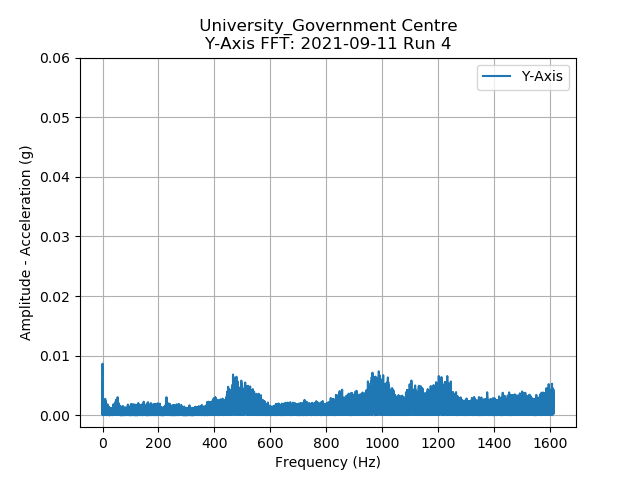 University_Government Centre
Y-Axis FFT: 2021-09-11 Run 4
Y-Axis
0.06
0.05
0.04
0.03
0.02
0.01
0.00
Amplitude - Acceleration (g)
0 200 400 600 800 1000 1200 1400 1600
Frequency (Hz)